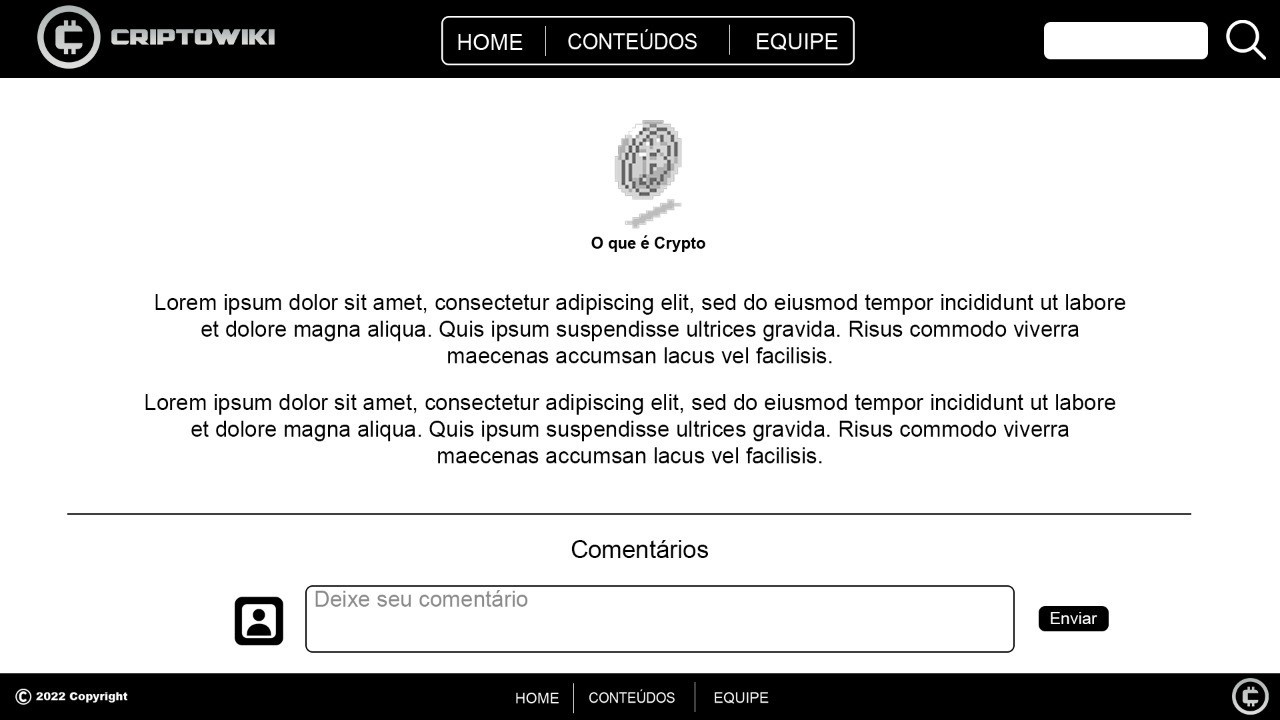 CRIPTOWIKI
HOME
CONTEÚDOS
EQUIPE
O que é Crypto
Lorem ipsum dolor sit amet, consectetur adipiscing elit, sed do eiusmod tempor incididunt ut labore
et dolore magna aliqua. Quis ipsum suspendisse ultrices gravida. Risus commodo viverra
maecenas accumsan lacus vel facilisis.
Lorem ipsum dolor sit amet, consectetur adipiscing elit, sed do eiusmod tempor incididunt ut labore
et dolore magna aliqua. Quis ipsum suspendisse ultrices gravida. Risus commodo viverra
maecenas accumsan lacus vel facilisis.
Comentários
Deixe seu comentário
Enviar
© 2022 Copyright
HOME
CONTEÚDOS
EQUIPE